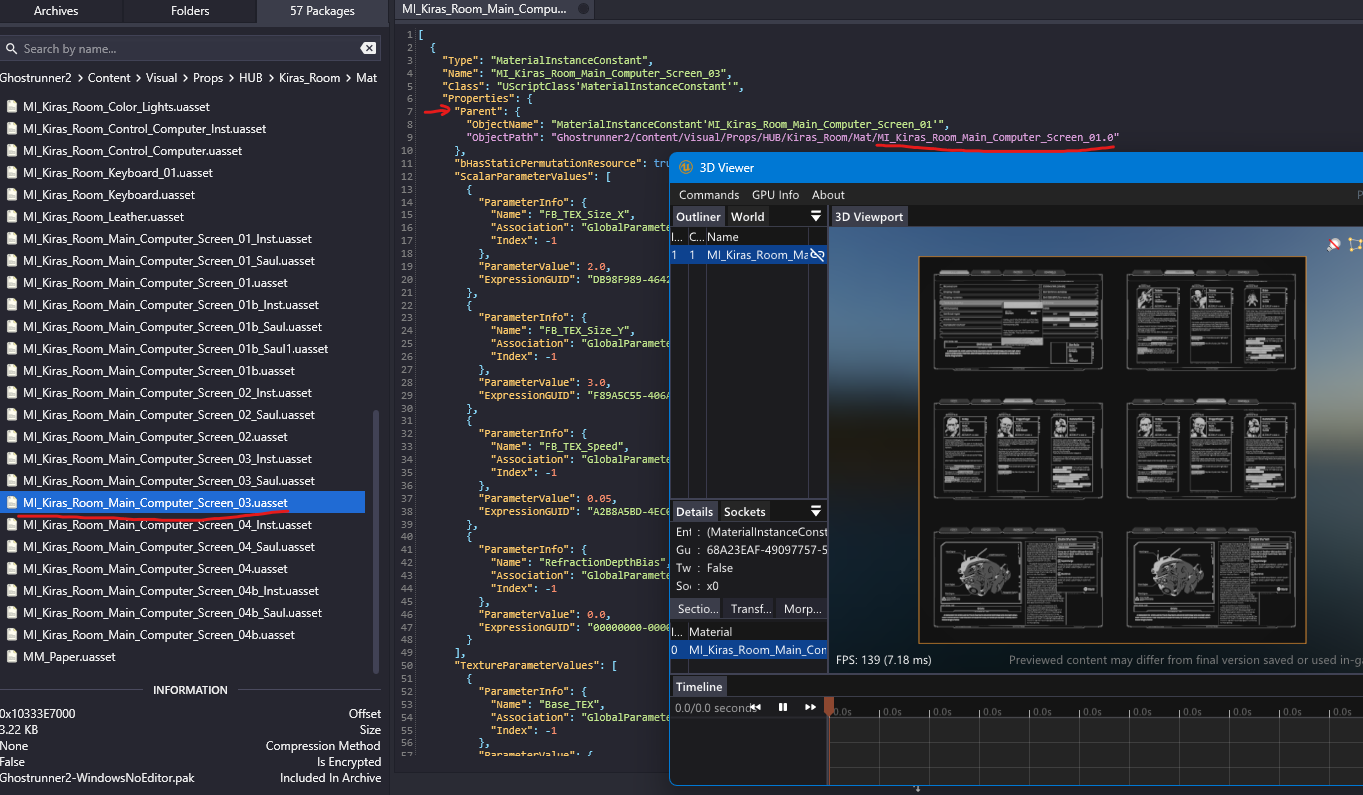 Archives
Folders
57 Packages
Search by name...
Ghostrunner2 > Content > Visual > Props > HUB > Kiras_Room > Mat
MI_Kiras_Room_Color_Lights.uasset
MI_Kiras_Room_Control_Computer_Inst.uasset
MI_Kiras_Room_Control_Computer.uasset
MI_Kiras_Room_Keyboard_01.uasset
MI_Kiras_Room_Keyboard.uasset
MI_Kiras_Room_Leather.uasset
MI_Kiras_Room_Main_Computer_Screen_01_Inst.uasset
MI_Kiras_Room_Main_Computer_Screen_01_Saul.uasset
MI_Kiras_Room_Main_Computer_Screen_01.uasset
MI_Kiras_Room_Main_Computer_Screen_01b_Inst.uasset
MI_Kiras_Room_Main_Computer_Screen_01b_Saul.uasset
MI_Kiras_Room_Main_Computer_Screen_01b_Saul1.uasset
MI_Kiras_Room_Main_Computer_Screen_01b.uasset
MI_Kiras_Room_Main_Computer_Screen_02_Inst.uasset
MI_Kiras_Room_Main_Computer_Screen_02_Saul.uasset
MI_Kiras_Room_Main_Computer_Screen_02.uasset
MI_Kiras_Room_Main_Computer_Screen_03_Inst.uasset
MI_Kiras_Room_Main_Computer_Screen_03_Saul.uasset
MI_Kiras_Room_Main_Computer_Screen_03.uasset
MI_Kiras_Room_Main_Computer_Screen_04_Inst.uasset
MI_Kiras_Room_Main_Computer_Screen_04_Saul.uasset
MI_Kiras_Room_Main_Computer_Screen_04.uasset
MI_Kiras_Room_Main_Computer_Screen_04b_Inst.uasset
MI_Kiras_Room_Main_Computer_Screen_04b_Saul.uasset
MI_Kiras_Room_Main_Computer_Screen_04b.uasset
MM_Paper.uasset
INFORMATION
0x10333E7000 Offset
3.22 KB Size
None Compression Method
False Is Encrypted
Ghostrunner2-WindowsNoEditor.pak Included In Archive
MI_Kiras_Room_Main_Compu...
1 [
2 {
3 "Type": "MaterialInstanceConstant",
4 "Name": "MI_Kiras_Room_Main_Computer_Screen_03",
5 "Class": "UScriptClass'MaterialInstanceConstant'",
6 "Properties": {
7 "Parent": {
8 "ObjectName": "MaterialInstanceConstant'MI_Kiras_Room_Main_Computer_Screen_01'",
9 "ObjectPath": "Ghostrunner2/Content/Visual/Props/HUB/Kiras_Room/Mat/MI_Kiras_Room_Main_Computer_Screen_01.0"
10 },
11 "bHasStaticPermutationResource": tru
12 "ScalarParameterValues": [
13 {
14 "ParameterInfo": {
15 "Name": "FB_TEX_Size_X",
16 "Association": "GlobalParamete
17 "Index": -1
18 },
19 "ParameterValue": 2.0,
20 "ExpressionGUID": "DB98F989-4642
21 },
22 {
23 "ParameterInfo": {
24 "Name": "FB_TEX_Size_Y",
25 "Association": "GlobalParamete
26 "Index": -1
27 },
28 "ParameterValue": 3.0,
29 "ExpressionGUID": "F89A5C55-406A
30 },
31 {
32 "ParameterInfo": {
33 "Name": "FB_TEX_Speed",
34 "Association": "GlobalParamete
35 "Index": -1
36 },
37 "ParameterValue": 0.05,
38 "ExpressionGUID": "A2B8A5BD-4EC6
39 },
40 {
41 "ParameterInfo": {
42 "Name": "RefractionDepthBias",
43 "Association": "GlobalParamete
44 "Index": -1
45 },
46 "ParameterValue": 0.0,
47 "ExpressionGUID": "00000000-0000
48 }
49 ],
50 "TextureParameterValues": [
51 {
52 "ParameterInfo": {
53 "Name": "Base_TEX",
54 "Association": "GlobalParamete
55 "Index": -1
56 },
57 "ParameterValue": {
3D Viewer
Commands GPU Info About
Outliner World
I... C... Name
1 1 MI_Kiras_Room_Ma
3D Viewport
Details Sockets
Ent : (MaterialInstanceConst
Gu : 68A23EAF-49097757-5
Tw : False
So : x0
Sectio... Transf... Morp...
I... Material
0 MI_Kiras_Room_Main_Con
FPS: 139 (7.18 ms)
Previewed content may differ from final version saved or used in-ga
Timeline
0.0/0.0 seconds
0.0s 0.0s 0.0s 0.0s 0.0s 0.0s 0.0s 0.0s 0.0s 0.0s 0.0s